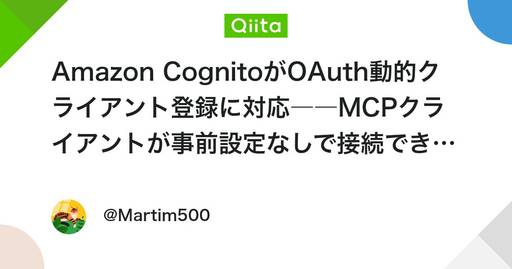 Qiita
Amazon CognitoがOAuth動的ク
ライアント登録に対応――MCPクラ
イアントが事前設定なしで接続でき…
@Martim500